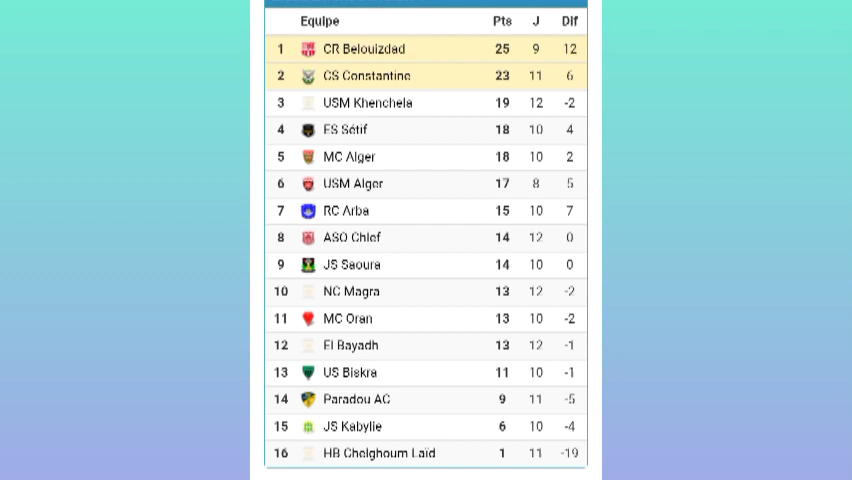 Equipe Pts J Dif
1 CR Belouizdad 25 9 12
2 CS Constantine 23 11 6
3 USM Khenchela 19 12 -2
4 ES Sétif 18 10 4
5 MC Alger 18 10 2
6 USM Alger 17 8 5
7 RC Arba 15 10 7
8 ASO Chlef 14 12 0
9 JS Saoura 14 10 0
10 NC Magra 13 12 -2
11 MC Oran 13 10 -2
12 El Bayadh 13 12 -1
13 US Biskra 11 10 -1
14 Paradou AC 9 11 -5
15 JS Kabylie 6 10 -4
16 HB Chelghoum Laïd 1 11 -19